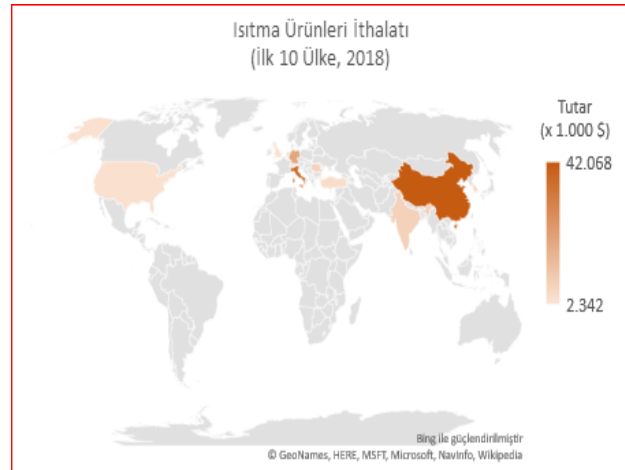 Isıtma Ürünleri İthalatı
(İlk 10 Ülke, 2018)
Tutar
(x 1.000 $)
42.068
2.342
Bing ile güçlendirilmiştir
© GeoNames, HERE, MSFT, Microsoft, NavInfo, Wikipedia